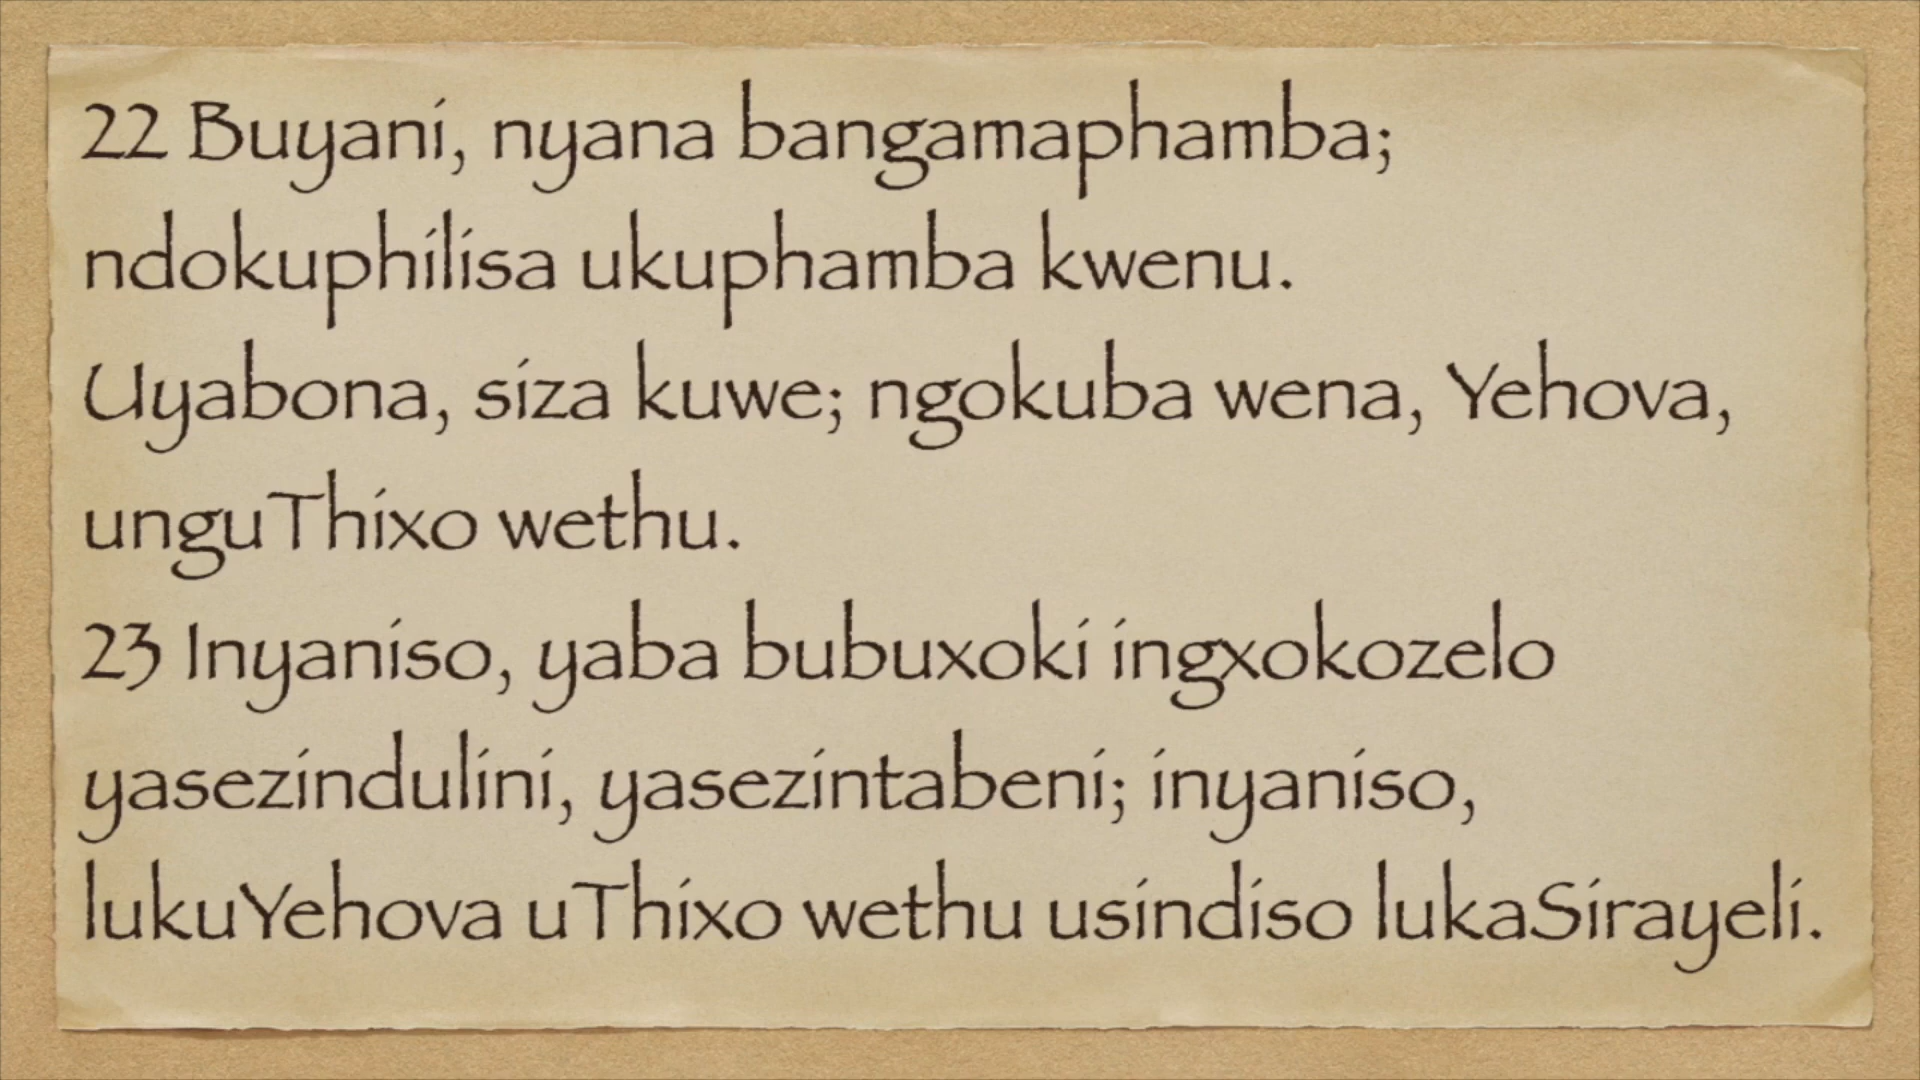 22 Buyani, nyana bangamaphamba;
ndokuphilisa ukuphamba kwenu.
Uyabona, siza kuwe; ngokuba wena, Yehova,
unguThixo wethu.
23 Inyaniso, yaba bubuxoki ingxokozelo
yasezindulini, yasezintabeni; inyaniso,
lukuYehova uThixo wethu usindiso lukaSirayeli.